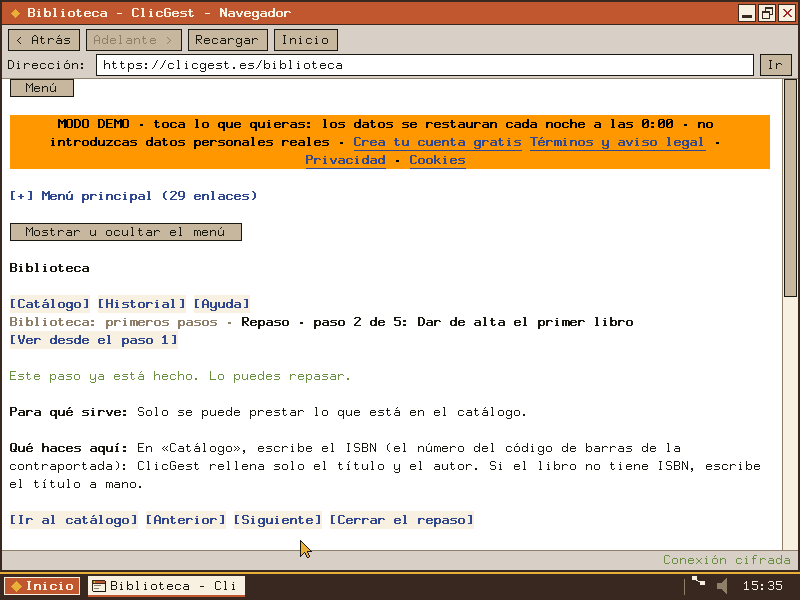 Biblioteca - ClicGest - Navegador
< Atrás Adelante > Recargar Inicio
Dirección: https://clicgest.es/biblioteca Ir
Menú
MODO DEMO - toca lo que quieras: los datos se restauran cada noche a las 0:00 - no
introduzcas datos personales reales - Crea tu cuenta gratis Términos y aviso legal -
Privacidad - Cookies
[+] Menú principal (29 enlaces)
Mostrar u ocultar el menú
Biblioteca
[Catálogo] [Historial] [Ayuda]
Biblioteca: primeros pasos - Repaso - paso 2 de 5: Dar de alta el primer libro
[Ver desde el paso 1]
Este paso ya está hecho. Lo puedes repasar.
Para qué sirve: Solo se puede prestar lo que está en el catálogo.
Qué haces aquí: En «Catálogo», escribe el ISBN (el número del código de barras de la
contraportada): ClicGest rellena solo el título y el autor. Si el libro no tiene ISBN, escribe
el título a mano.
[Ir al catálogo] [Anterior] [Siguiente] [Cerrar el repaso]
Conexión cifrada
Inicio Biblioteca - Cli 15:35